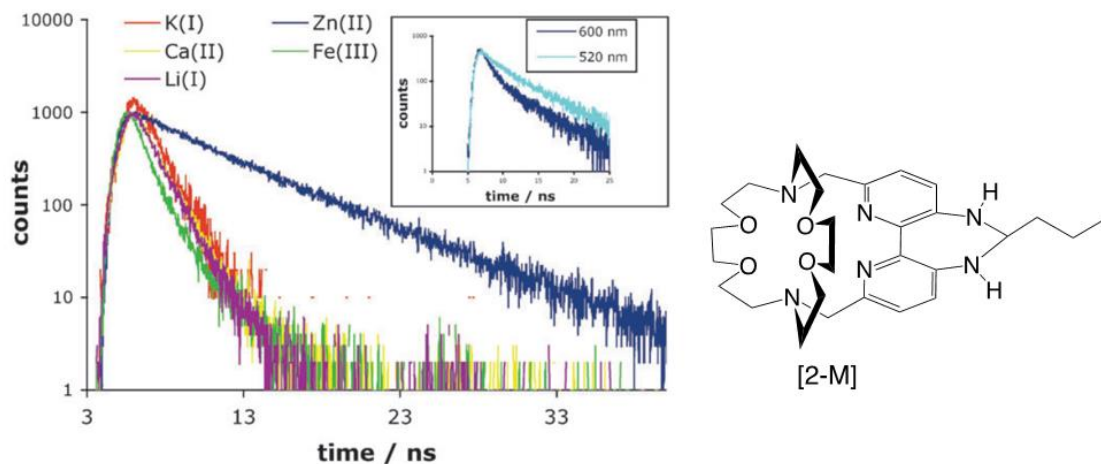 10000
1000
100
10
1
counts
3
13
23
33
time / ns
K(I)
Ca(II)
Li(I)
Zn(II)
Fe(III)
600 nm
520 nm
1000
100
10
1
counts
0
5
10
15
20
25
time / ns
N
O
O
O
O
N
N
N
N
H
N
H
[2-M]